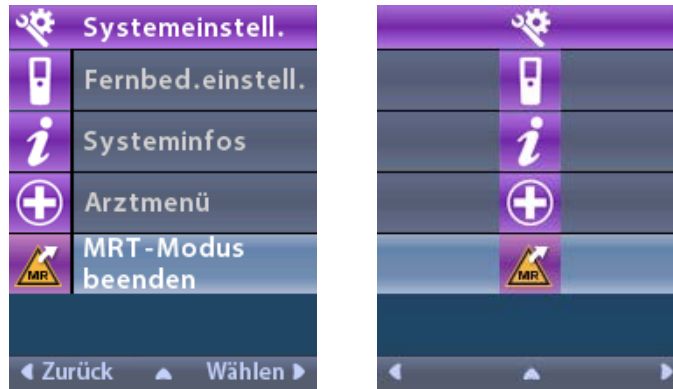 Systemeinstell.
Fernbed.einstell.
i
Systeminfos
Arztmenü
MR
MRT-Modus
beenden
Zurück Wählen
i
MR